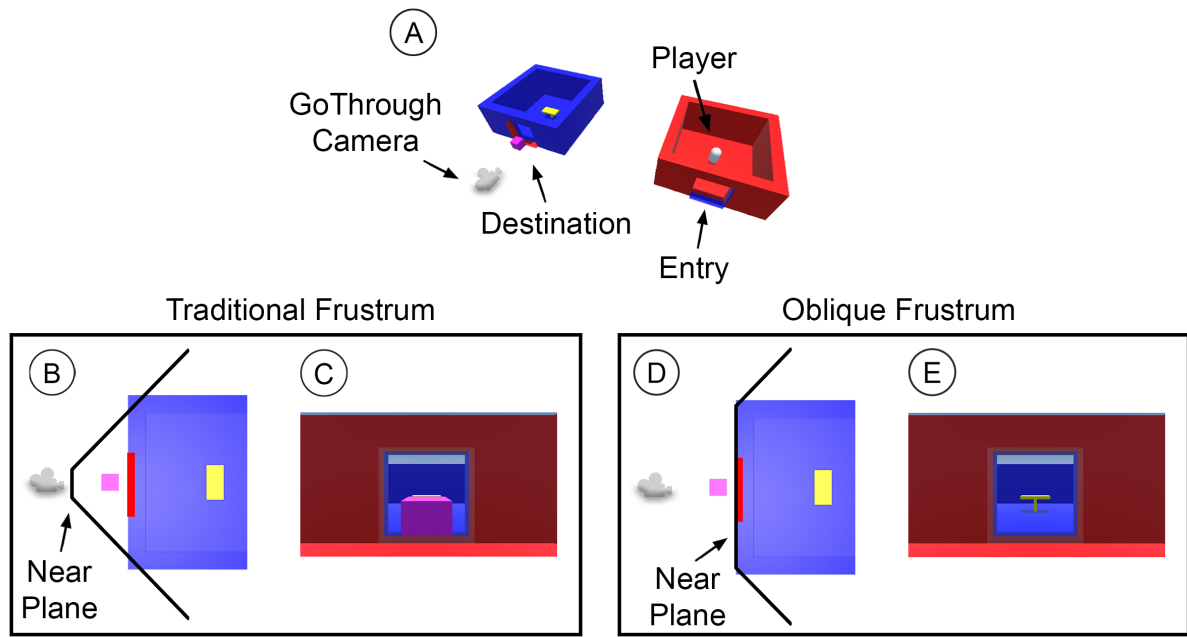 A
Player
GoThrough
Camera
Destination
Entry
Traditional Frustrum
Oblique Frustrum
B
C
D
E
Near
Plane
Near
Plane